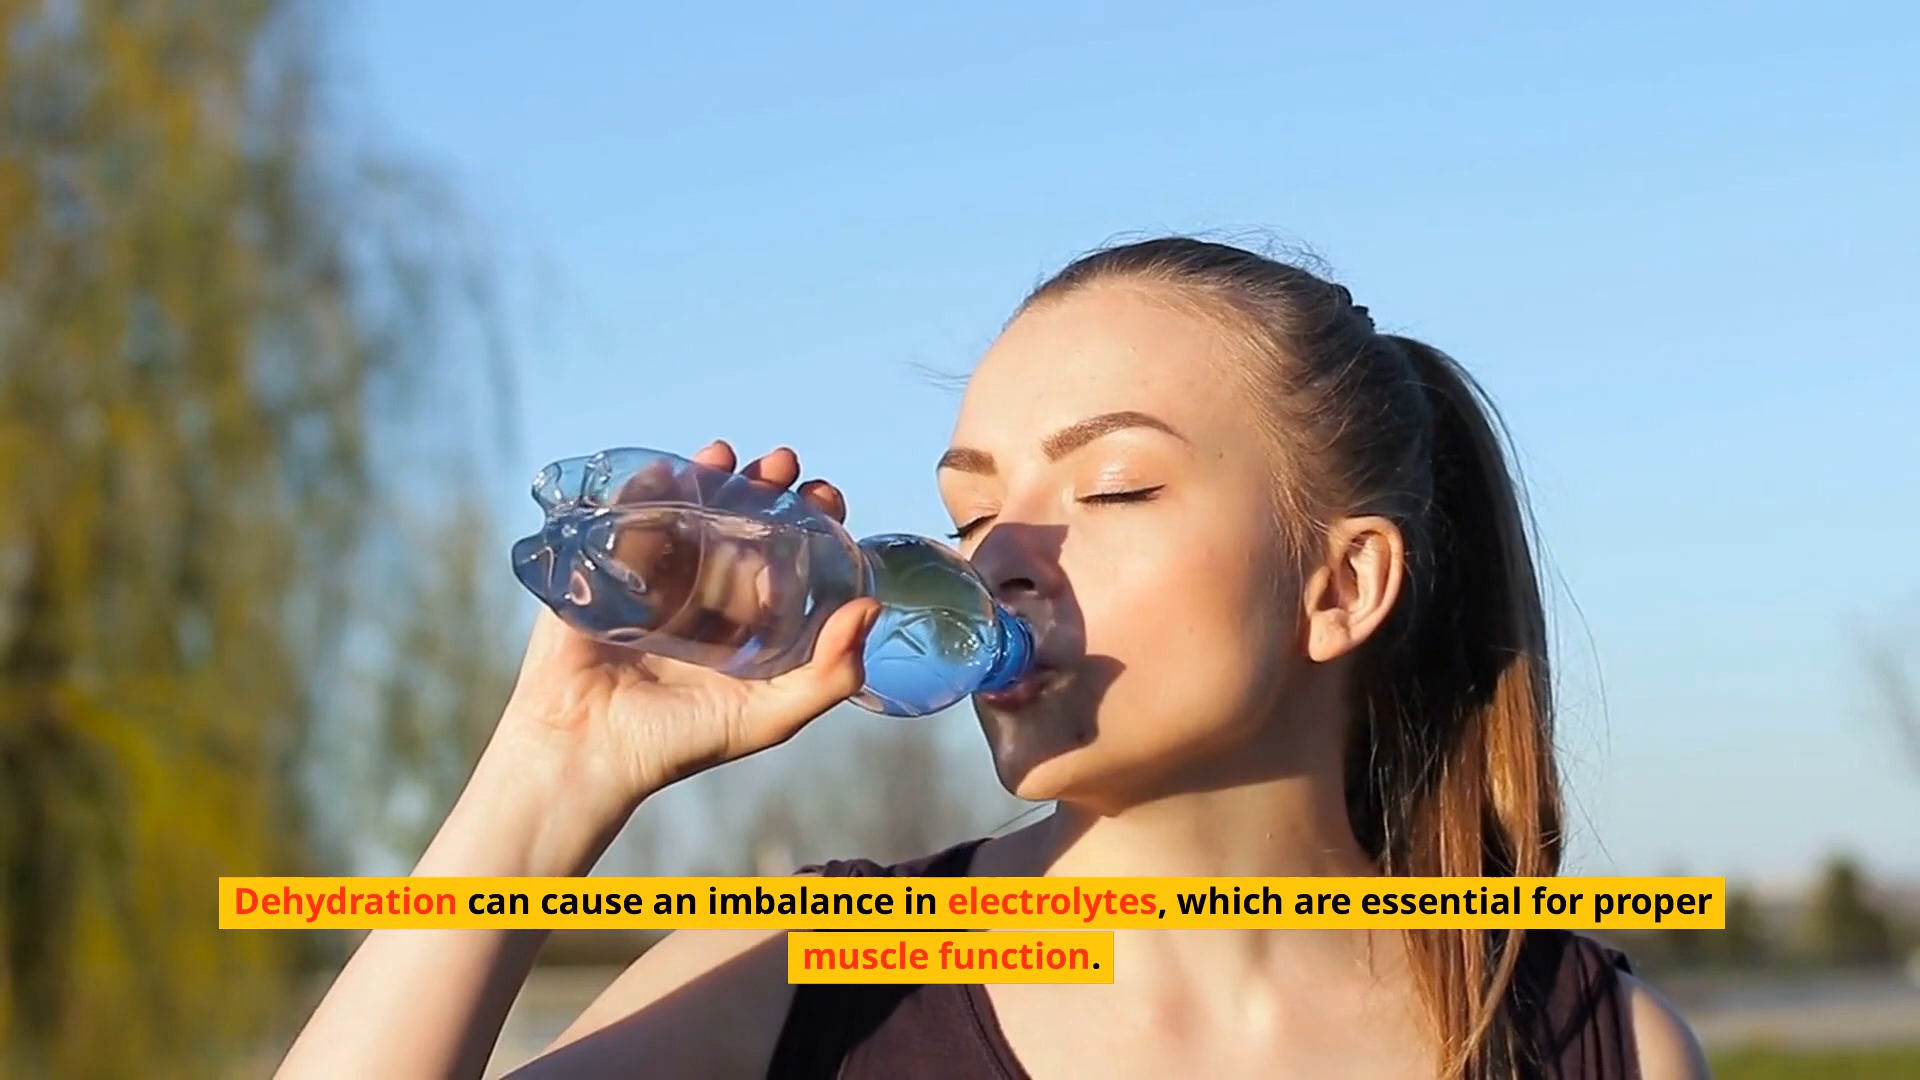 Dehydration can cause an imbalance in electrolytes, which are essential for proper
muscle function.